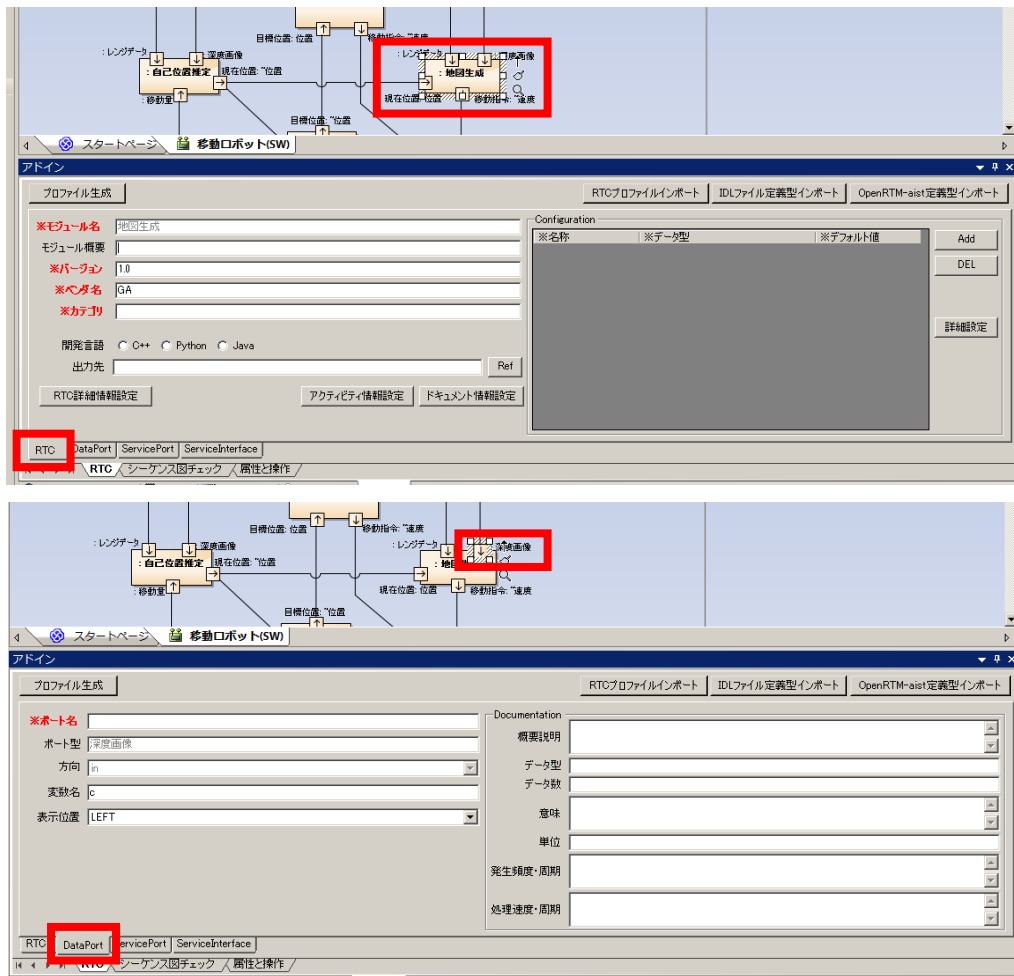 目標位置: 位置
移動指令: ~速度
: レンジデータ
深度画像
: レンジデータ
深度画像
: 自己位置推定
現在位置: ~位置
: 地図生成
: 移動量
現在位置: 位置
移動指令: ~速度
目標位置: ~位置
スタートページ
移動ロボット(SW)
アドイン
プロファイル生成
RTCプロファイルインポート
IDLファイル定義型インポート
OpenRTM-aist定義型インポート
※モジュール名 地図生成
モジュール概要
※バージョン 1.0
※ベンダ名 GA
※カテゴリ
開発言語 C++ Python Java
出力先 Ref
RTC詳細情報設定 アクティビティ情報設定 ドキュメント情報設定
Configuration
※名称 ※データ型 ※デフォルト値
Add
DEL
詳細設定
RTC DataPort ServicePort ServiceInterface
RTC シーケンス図チェック 属性と操作
目標位置: 位置
移動指令: ~速度
: レンジデータ
深度画像
: レンジデータ
深度画像
: 自己位置推定
現在位置: ~位置
: 移動量
現在位置: 位置
移動指令: ~速度
目標位置: ~位置
スタートページ
移動ロボット(SW)
アドイン
プロファイル生成
RTCプロファイルインポート
IDLファイル定義型インポート
OpenRTM-aist定義型インポート
※ポート名
ポート型 深度画像
方向 in
変数名 c
表示位置 LEFT
Documentation
概要説明
データ型
データ数
意味
単位
発生頻度・周期
処理速度・周期
RTC DataPort ServicePort ServiceInterface
RTC シーケンス図チェック 属性と操作